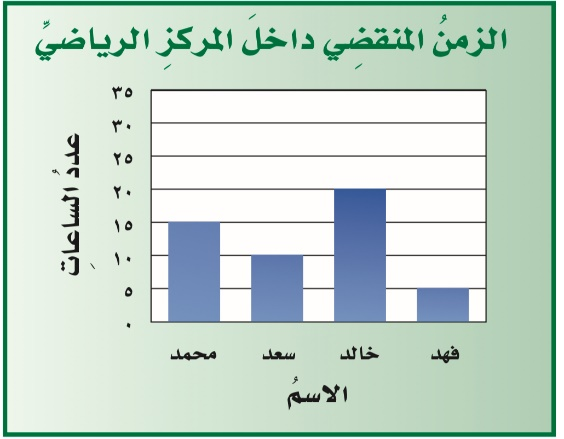 الزمنُ المنقضِي داخلَ المركزِ الرياضيِّ
عددُ الساعاتِ
٣٥
٣٠
٢٥
٢٠
١٥
١٠
٥
٠
محمد سعد خالد فهد
الاسمُ